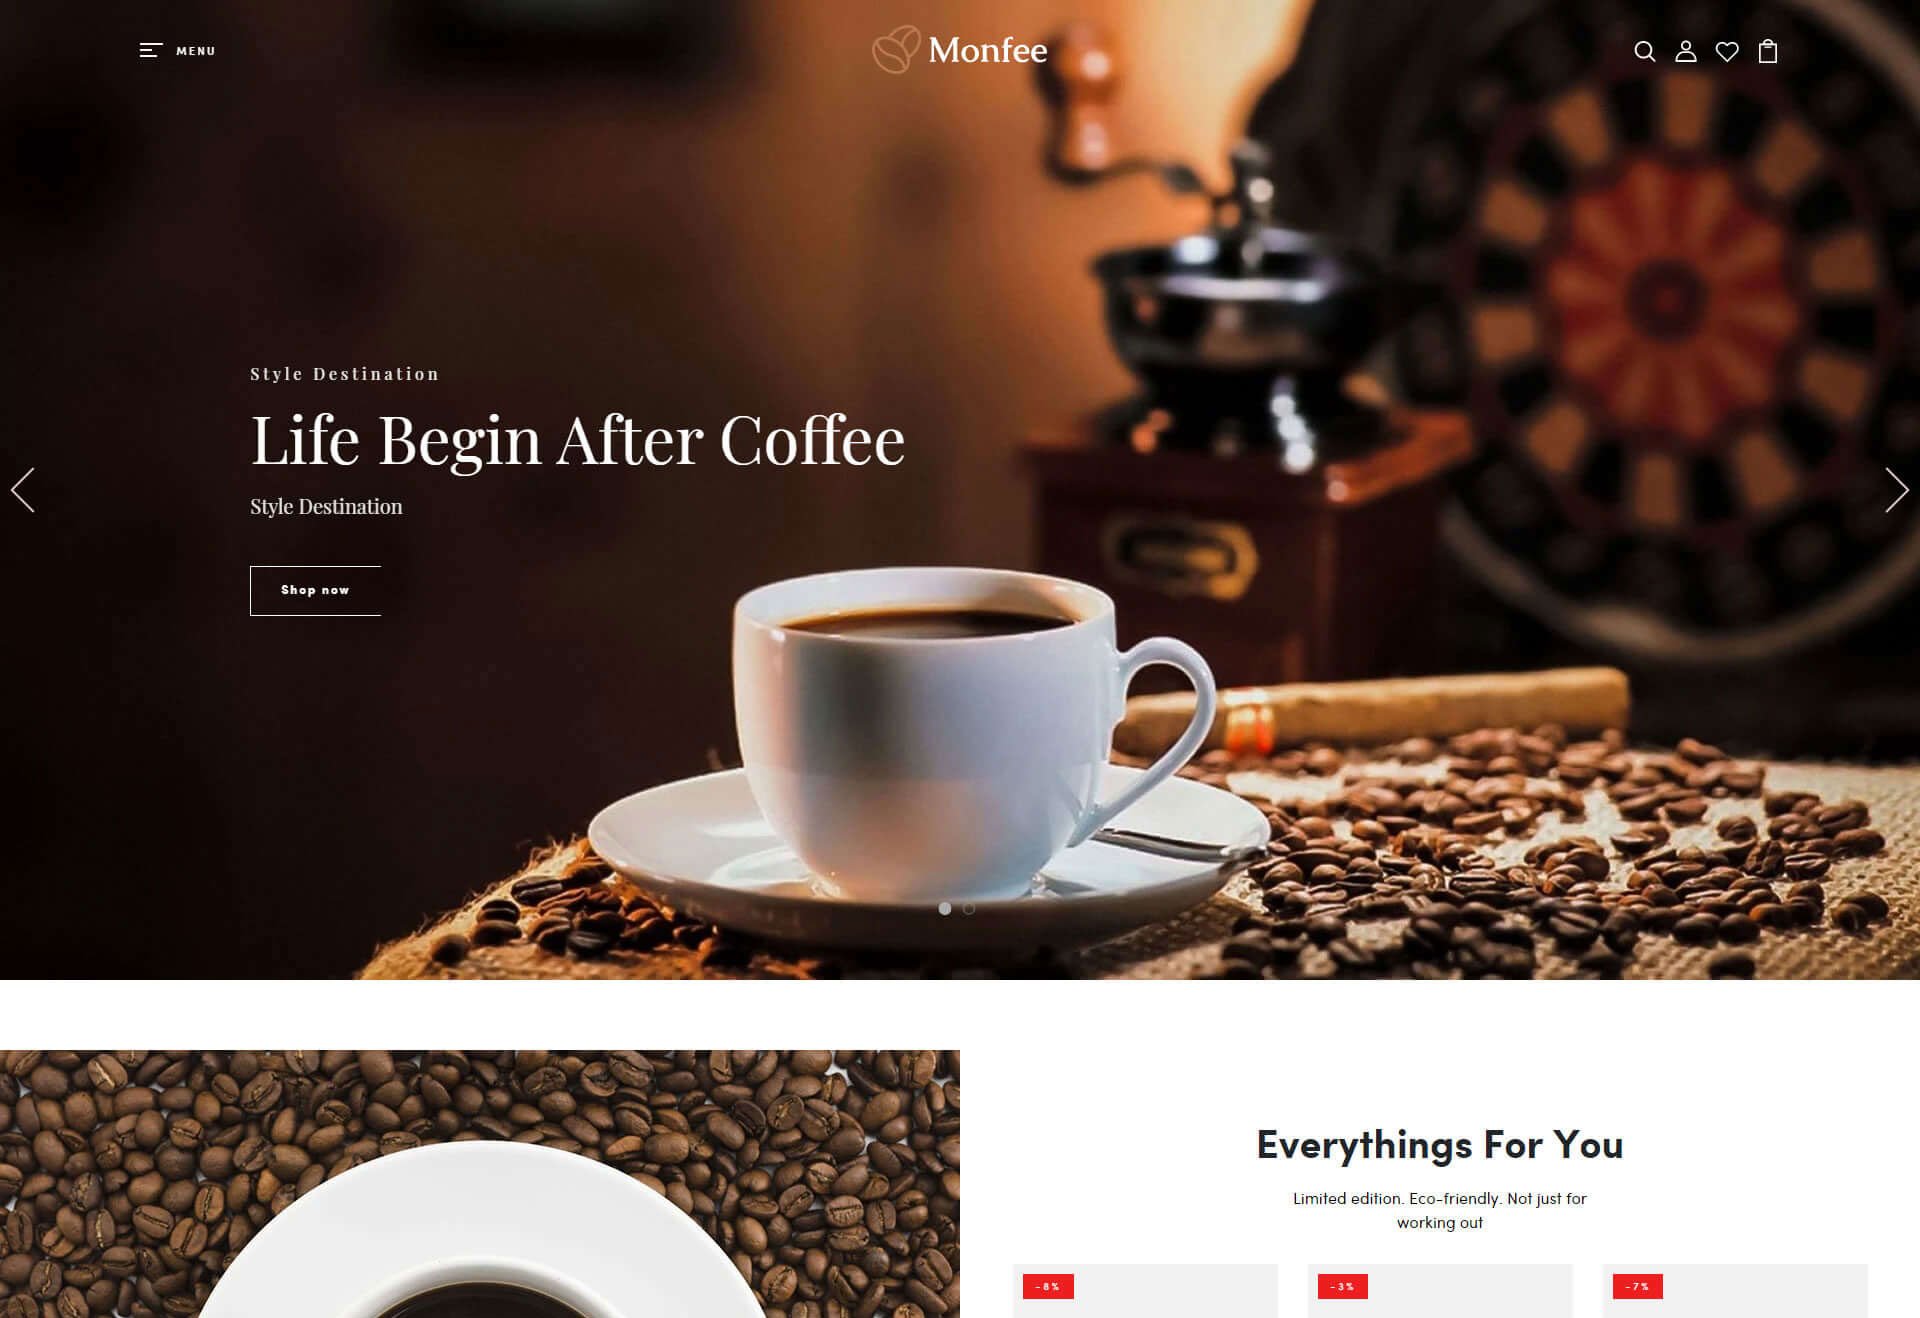 MENU
Monfee
Style Destination
Life Begin After Coffee
Style Destination
Shop now
Everythings For You
Limited edition. Eco-friendly. Not just for
working out
-8%
-3%
-7%